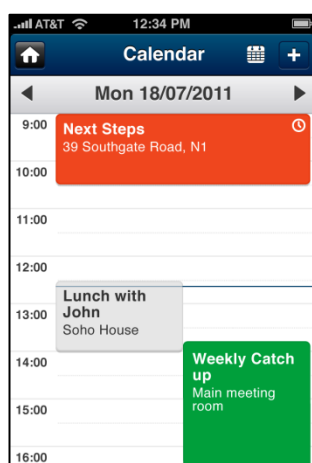 AT&T 12:34 PM
Calendar +
Mon 18/07/2011
9:00
Next Steps
39 Southgate Road, N1
10:00
11:00
12:00
Lunch with
John
Soho House
13:00
14:00
Weekly Catch
up
Main meeting
room
15:00
16:00